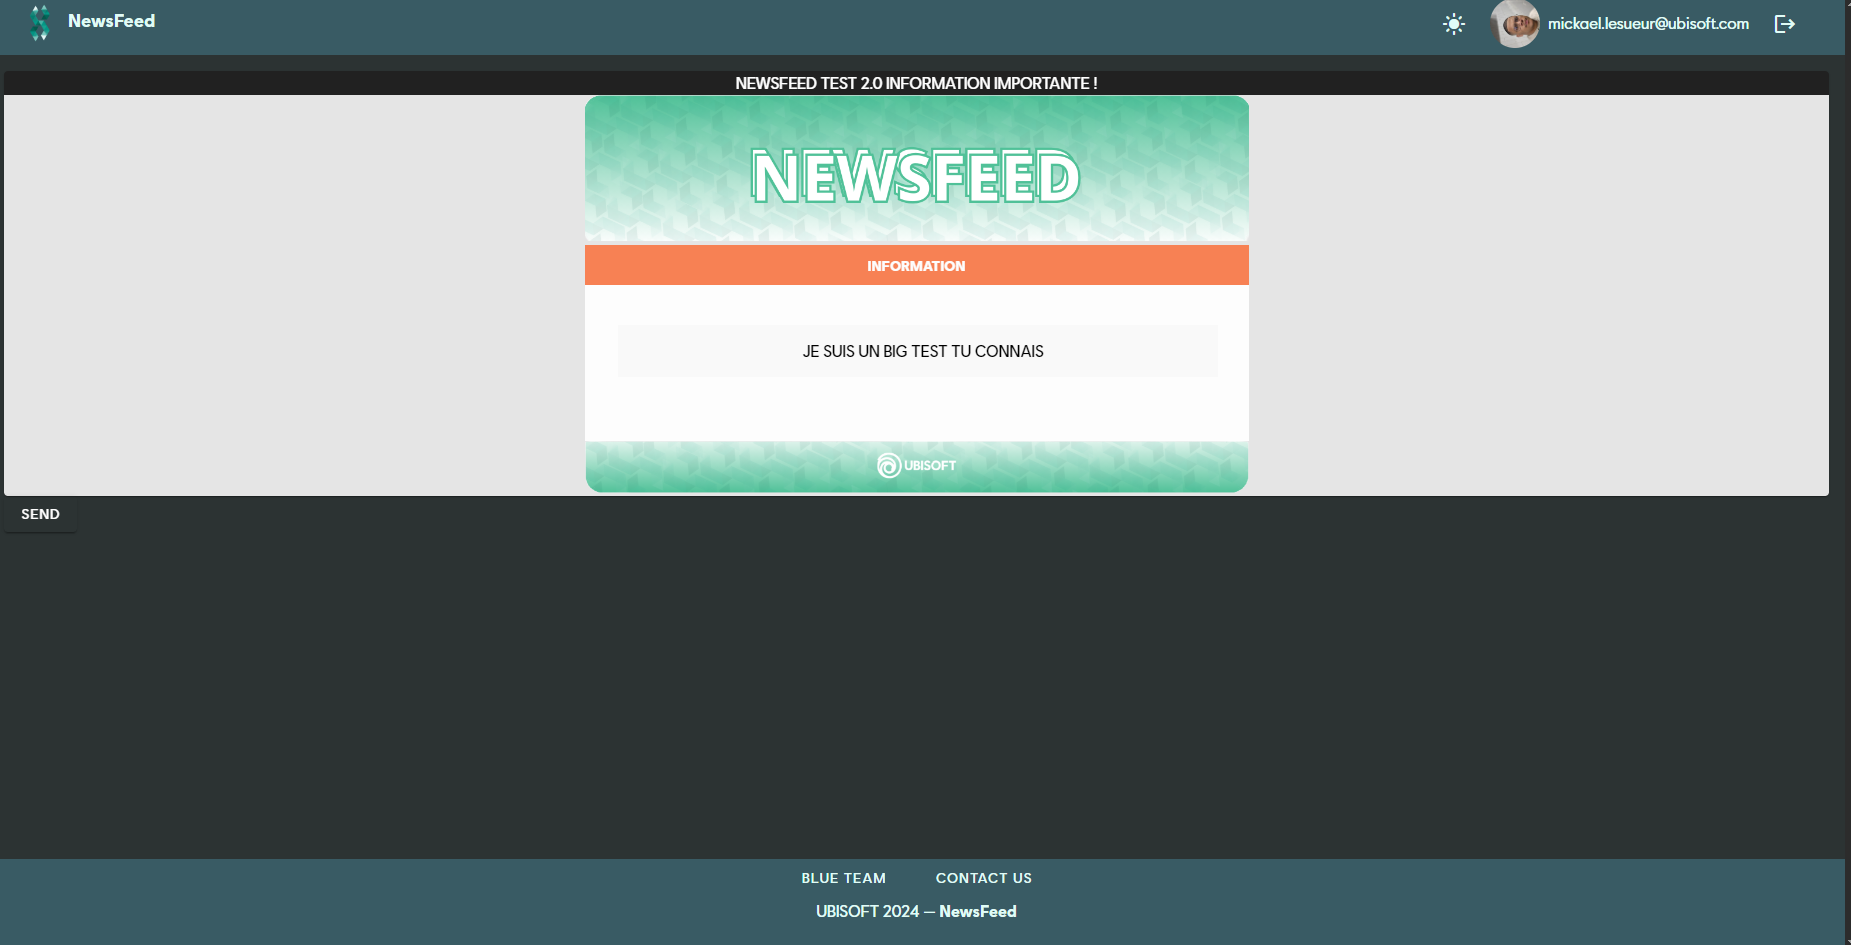 NewsFeed
mickael.lesueur@ubisoft.com
NEWSFEED TEST 2.0 INFORMATION IMPORTANTE !
NEWSFEED
INFORMATION
JE SUIS UN BIG TEST TU CONNAIS
UBISOFT
SEND
BLUE TEAM CONTACT US
UBISOFT 2024 — NewsFeed